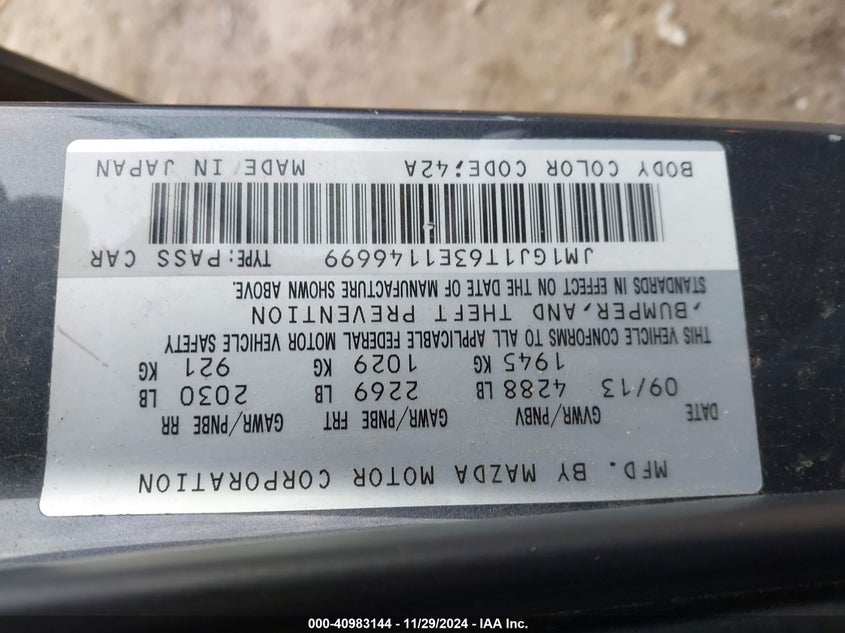 MFD. BY MAZDA MOTOR CORPORATION
DATE GVWR/PNBV GAWR/PNBE FRT GAWR/PNBE RR
09/13 4288 LB 2269 LB 2030 LB
1945 KG 1029 KG 921 KG
THIS VEHICLE CONFORMS TO ALL APPLICABLE FEDERAL MOTOR VEHICLE SAFETY
,BUMPER,AND THEFT PREVENTION
STANDARDS IN EFFECT ON THE DATE OF MANUFACTURE SHOWN ABOVE.
JM1GJ1T63E1146699 TYPE:PASS CAR
BODY COLOR CODE;42A MADE IN JAPAN
000-40983144 - 11/29/2024 - IAA Inc.